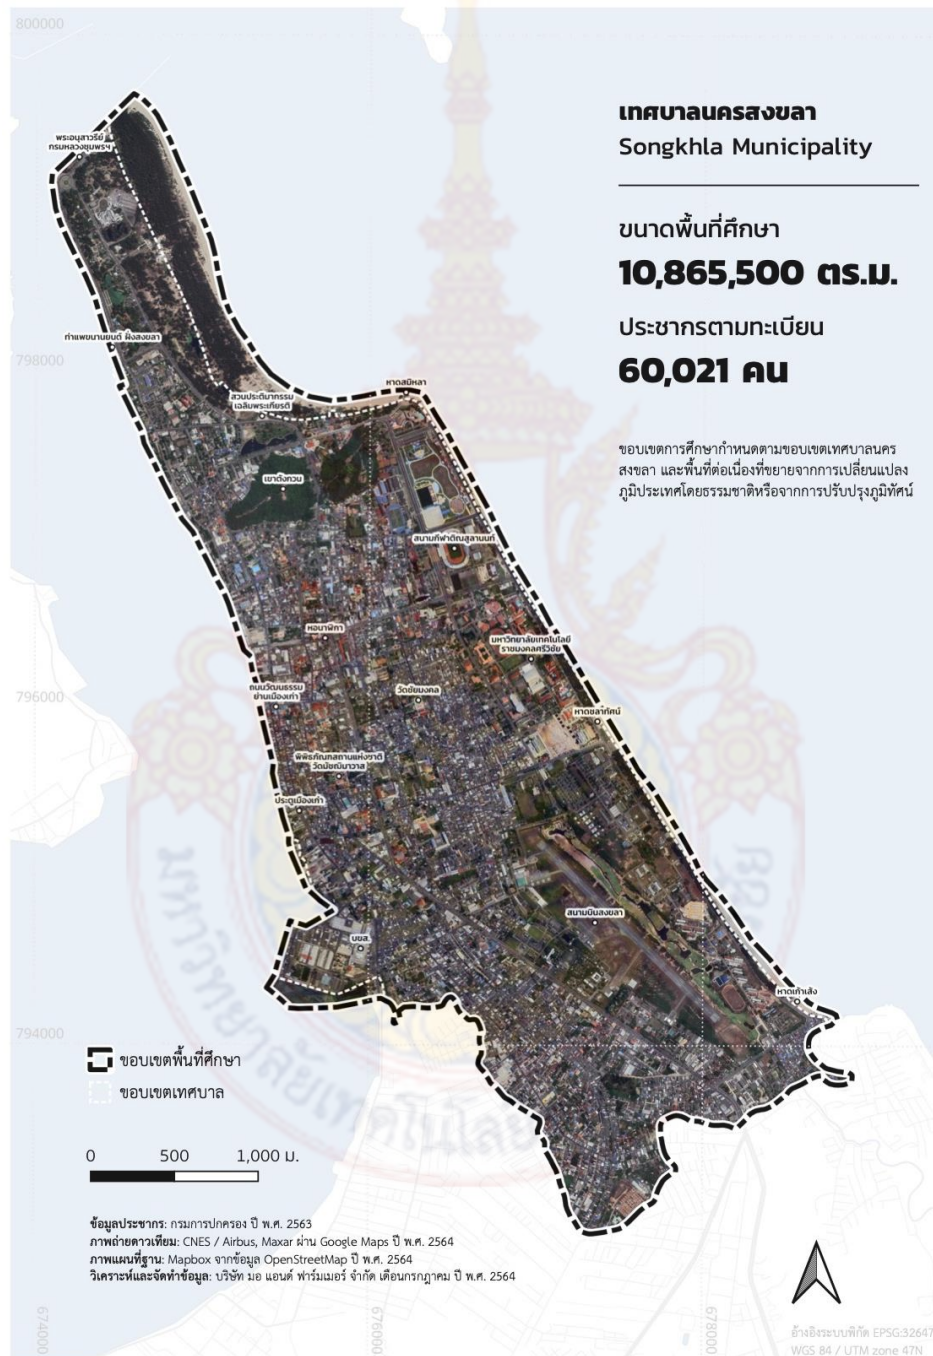 800000
เทศบาลนครสงขลา
Songkhla Municipality
ขนาดพื้นที่ศึกษา
10,865,500 ตร.ม.
ประชากรตามทะเบียน
60,021 คน
ขอบเขตการศึกษากำหนดตามขอบเขตเทศบาลนคร
สงขลา และพื้นที่ต่อเนื่องที่ขยายจากการเปลี่ยนแปลง
ภูมิประเทศโดยธรรมชาติหรือจากการปรับปรุงภูมิทัศน์
พระอนุสาวรีย์
กรมหลวงชุมพรฯ
ท่าแพขนานยนต์ ฝั่งสงขลา
798000
หาดสมิหลา
สวนประติมากรรม
เฉลิมพระเกียรติ
เขาตังกวน
สนามกีฬาติณสูลานนท์
หอนาฬิกา
มหาวิทยาลัยเทคโนโลยี
ราชมงคลศรีวิชัย
ถนนวัฒนธรรม
ย่านเมืองเก่า
796000
วัดชัยมงคล
หาดชลาทัศน์
พิพิธภัณฑสถานแห่งชาติ
วัดมัชฌิมาวาส
ประตูเมืองเก่า
สนามบินสงขลา
บขส.
หาดเก้าเส้ง
794000
มหาวิทยาลัยเทคโนโลยี
ขอบเขตพื้นที่ศึกษา
ขอบเขตเทศบาล
0 500 1,000 ม.
ข้อมูลประชากร: กรมการปกครอง ปี พ.ศ. 2563
ภาพถ่ายดาวเทียม: CNES / Airbus, Maxar ผ่าน Google Maps ปี พ.ศ. 2564
ภาพแผนที่ฐาน: Mapbox จากข้อมูล OpenStreetMap ปี พ.ศ. 2564
วิเคราะห์และจัดทำข้อมูล: บริษัท มอ แอนด์ ฟาร์มเมอร์ จำกัด เดือนกรกฎาคม ปี พ.ศ. 2564
674000
676000
678000
อ้างอิงระบบพิกัด EPSG:32647
WGS 84 / UTM zone 47N